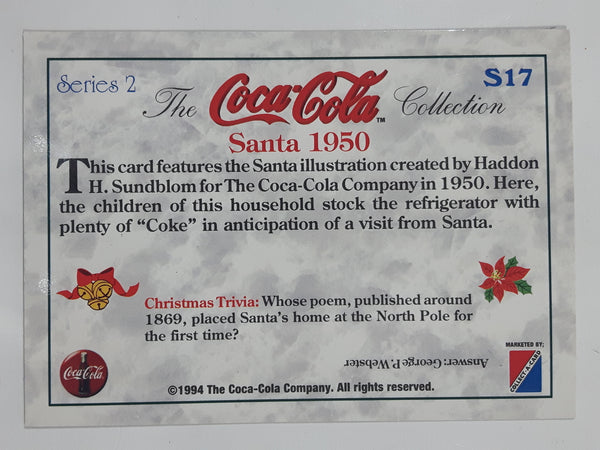 Series 2
S17
The Coca-Cola™ Collection
Santa 1950
This card features the Santa illustration created by Haddon
H. Sundblom for The Coca-Cola Company in 1950. Here,
the children of this household stock the refrigerator with
plenty of “Coke” in anticipation of a visit from Santa.
Christmas Trivia: Whose poem, published around
1869, placed Santa’s home at the North Pole for
the first time?
Answer: George P. Webster
Coca-Cola
MARKETED BY;
COLLECT-A-CARD
©1994 The Coca-Cola Company. All rights reserved.